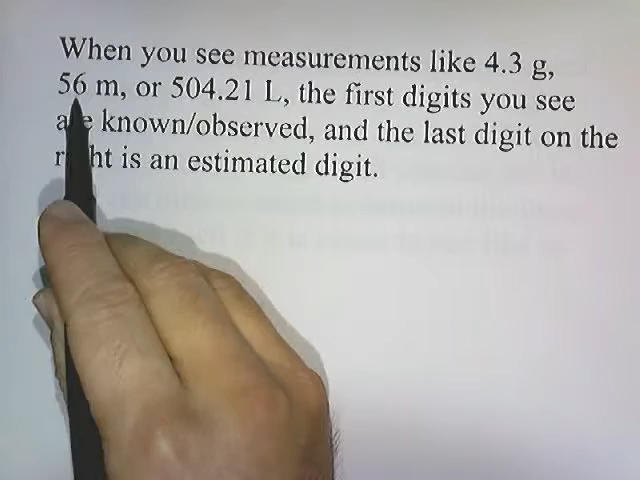 When you see measurements like 4.3 g,
56 m, or 504.21 L, the first digits you see
known/observed, and the last digit on the
is an estimated digit.